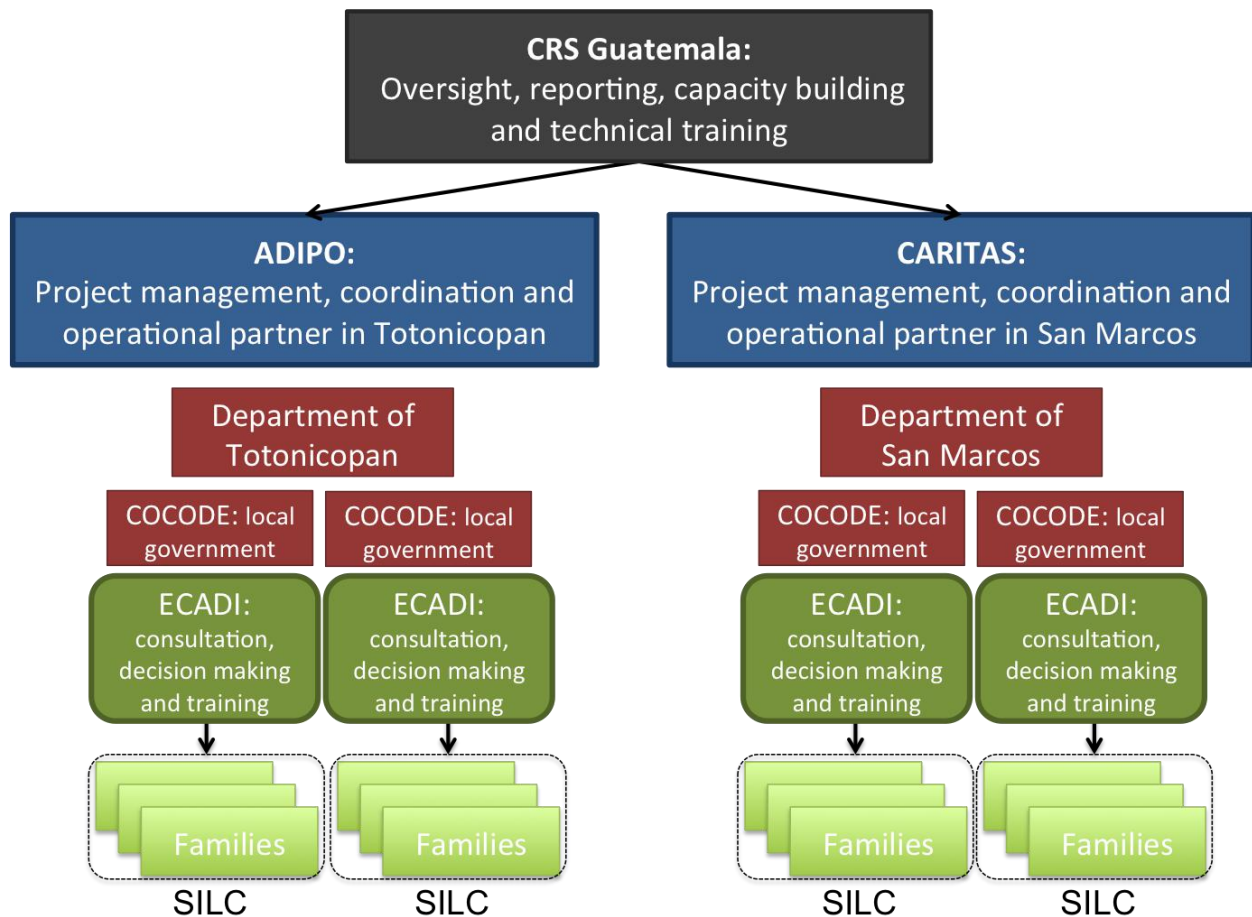 CRS Guatemala:
Oversight, reporting, capacity building
and technical training
ADIPO:
Project management, coordination and
operational partner in Totonicopan
CARITAS:
Project management, coordination and
operational partner in San Marcos
Department of
Totonicopan
Department of
San Marcos
COCODE: local
government
COCODE: local
government
COCODE: local
government
COCODE: local
government
ECADI:
consultation,
decision making
and training
ECADI:
consultation,
decision making
and training
ECADI:
consultation,
decision making
and training
ECADI:
consultation,
decision making
and training
Families
Families
Families
Families
SILC
SILC
SILC
SILC